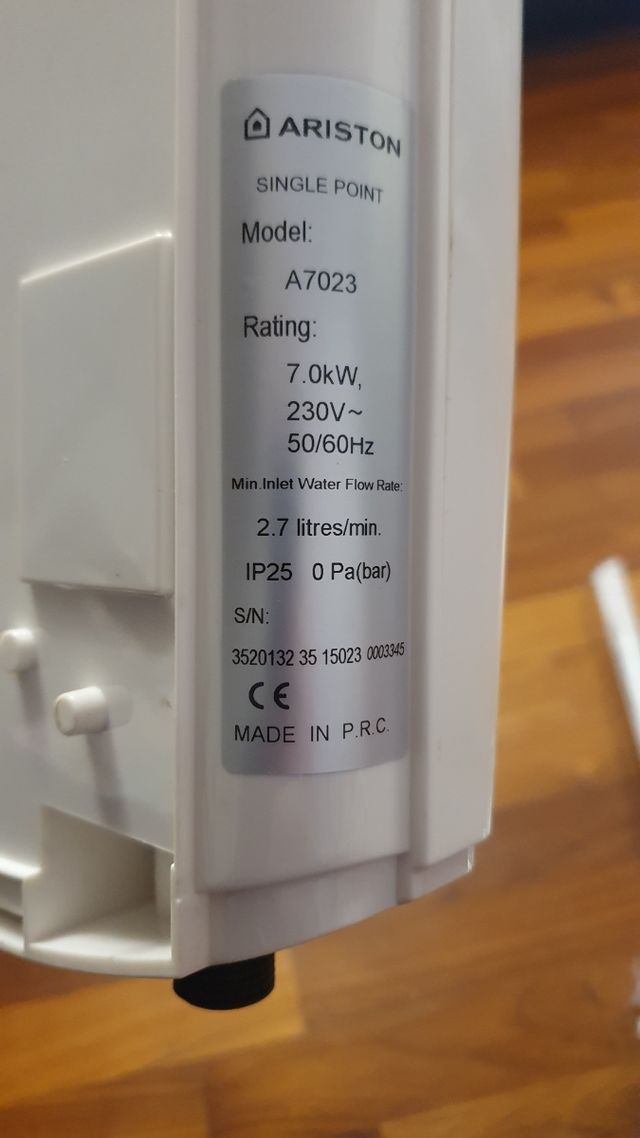 ARISTON
SINGLE POINT
Model:
A7023
Rating:
7.0kW,
230V~
50/60Hz
Min.Inlet Water Flow Rate:
2.7 litres/min.
IP25 0 Pa(bar)
S/N:
3520132 35 15023 0003345
CE
MADE IN P.R.C.